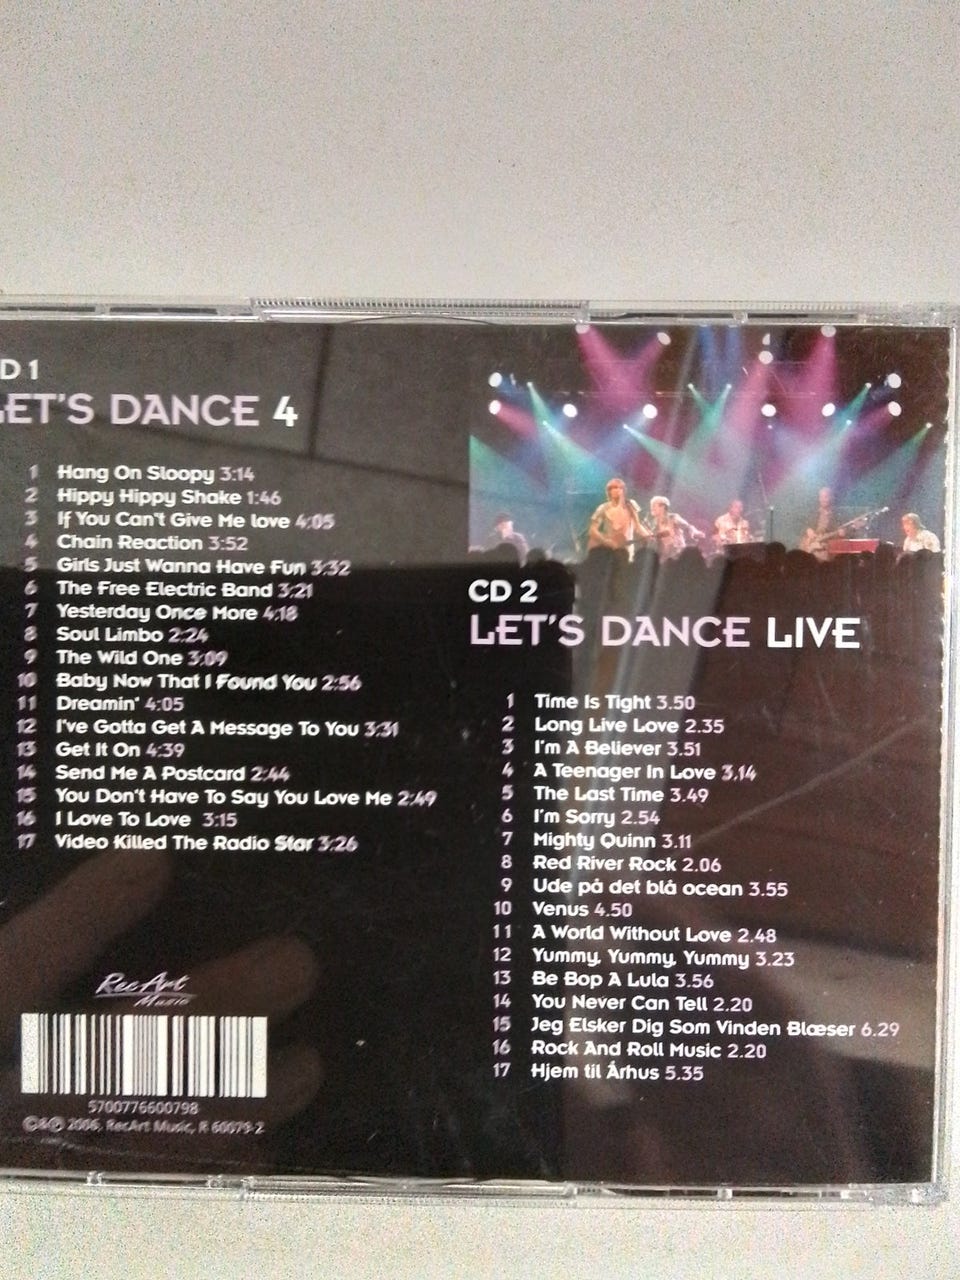 D 1
LET'S DANCE 4
1 Hang On Sloopy 3:14
2 Hippy Hippy Shake 1:46
3 If You Can't Give Me love 4:05
4 Chain Reaction 3:52
5 Girls Just Wanna Have Fun 3:32
6 The Free Electric Band 3:21
7 Yesterday Once More 4:18
8 Soul Limbo 2:24
9 The Wild One 3:09
10 Baby Now That I Found You 2:56
11 Dreamin' 4:05
12 I've Gotta Get A Message To You 3:31
13 Get It On 4:39
14 Send Me A Postcard 2:44
15 You Don't Have To Say You Love Me 2:49
16 I Love To Love 3:15
17 Video Killed The Radio Star 3:26
RecArt
Music
5700776600798
©&℗ 2006, RecArt Music, R 60079-2
CD 2
LET'S DANCE LIVE
1 Time Is Tight 3.50
2 Long Live Love 2.35
3 I'm A Believer 3.51
4 A Teenager In Love 3.14
5 The Last Time 3.49
6 I'm Sorry 2.54
7 Mighty Quinn 3.11
8 Red River Rock 2.06
9 Ude på det blå ocean 3.55
10 Venus 4.50
11 A World Without Love 2.48
12 Yummy, Yummy, Yummy 3.23
13 Be Bop A Lula 3.56
14 You Never Can Tell 2.20
15 Jeg Elsker Dig Som Vinden Blæser 6.29
16 Rock And Roll Music 2.20
17 Hjem til Århus 5.35